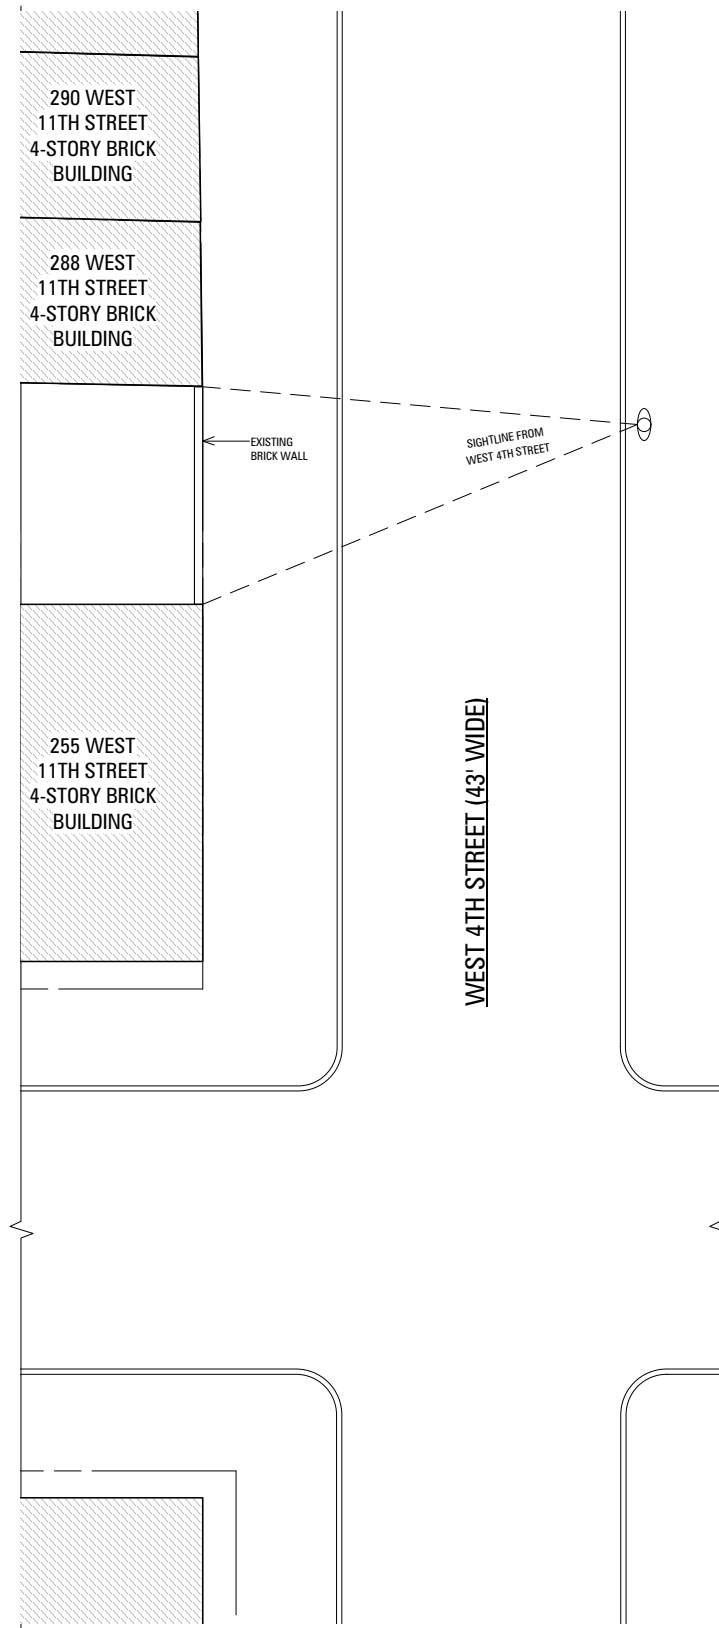 290 WEST
11TH STREET
4-STORY BRICK
BUILDING
288 WEST
11TH STREET
4-STORY BRICK
BUILDING
EXISTING
BRICK WALL
SIGHTLINE FROM
WEST 4TH STREET
255 WEST
11TH STREET
4-STORY BRICK
BUILDING
WEST 4TH STREET (43' WIDE)